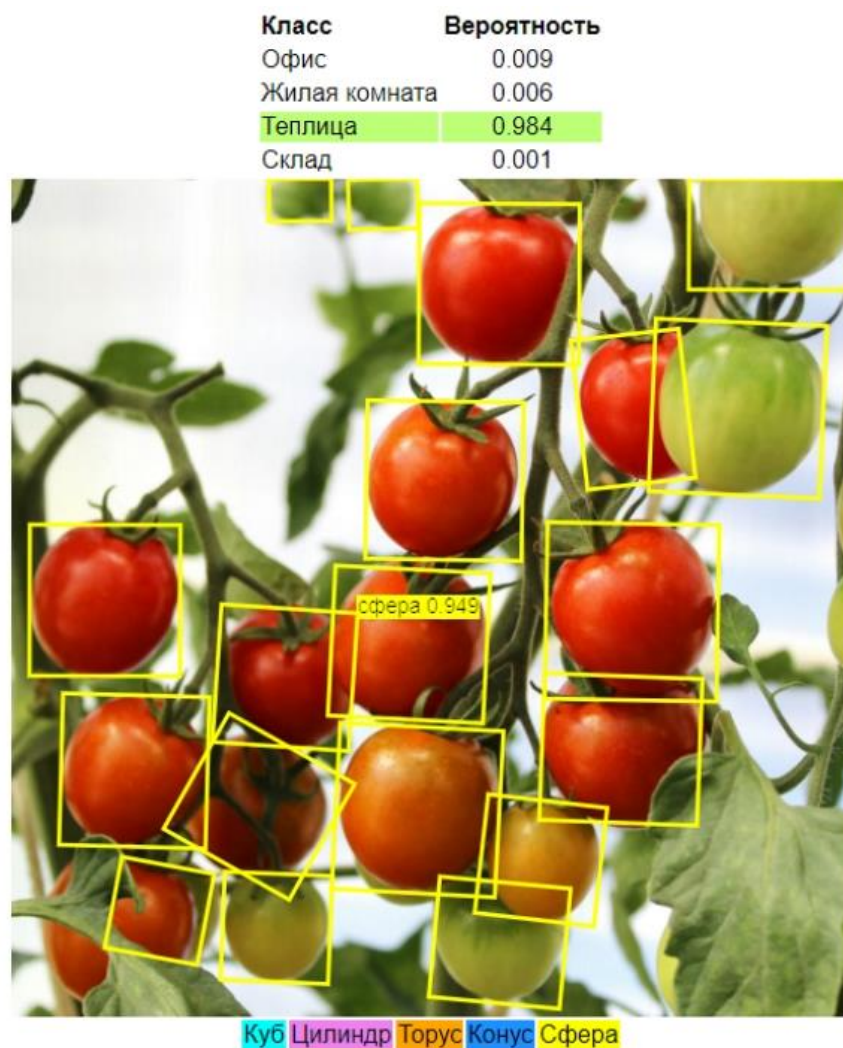 Класс Вероятность
Офис 0.009
Жилая комната 0.006
Теплица 0.984
Склад 0.001
сфера 0.949
Куб Цилиндр Торус Конус Сфера